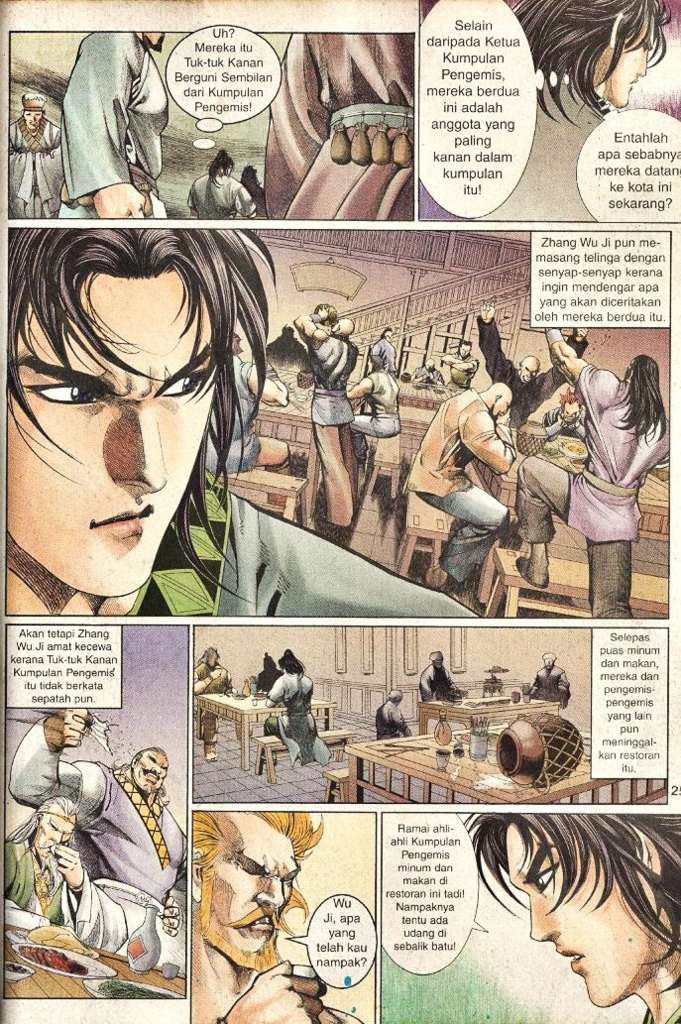 Uh?
Mereka itu
Tuk-tuk Kanan
Berguni Sembilan
dari Kumpulan
Pengemis!
Selain
daripada Ketua
Kumpulan
Pengemis,
mereka berdua
ini adalah
anggota yang
paling
kanan dalam
kumpulan
itu!
Entahlah
apa sebabnya
mereka datang
ke kota ini
sekarang?
Zhang Wu Ji pun me-
masang telinga dengan
senyap-senyap kerana
ingin mendengar apa
yang akan diceritakan
oleh mereka berdua itu.
Akan tetapi Zhang
Wu Ji amat kecewa
kerana Tuk-tuk Kanan
Kumpulan Pengemis
itu tidak berkata
sepatah pun.
Selepas
puas minum
dan makan,
mereka dan
pengemis-
pengemis
yang lain
pun
meninggal-
kan restoran
itu.
Wu
Ji, apa
yang
telah kau
nampak?
Ramai ahli-
ahli Kumpulan
Pengemis
minum dan
makan di
restoran ini tadi!
Nampaknya
tentu ada
udang di
sebalik batu!